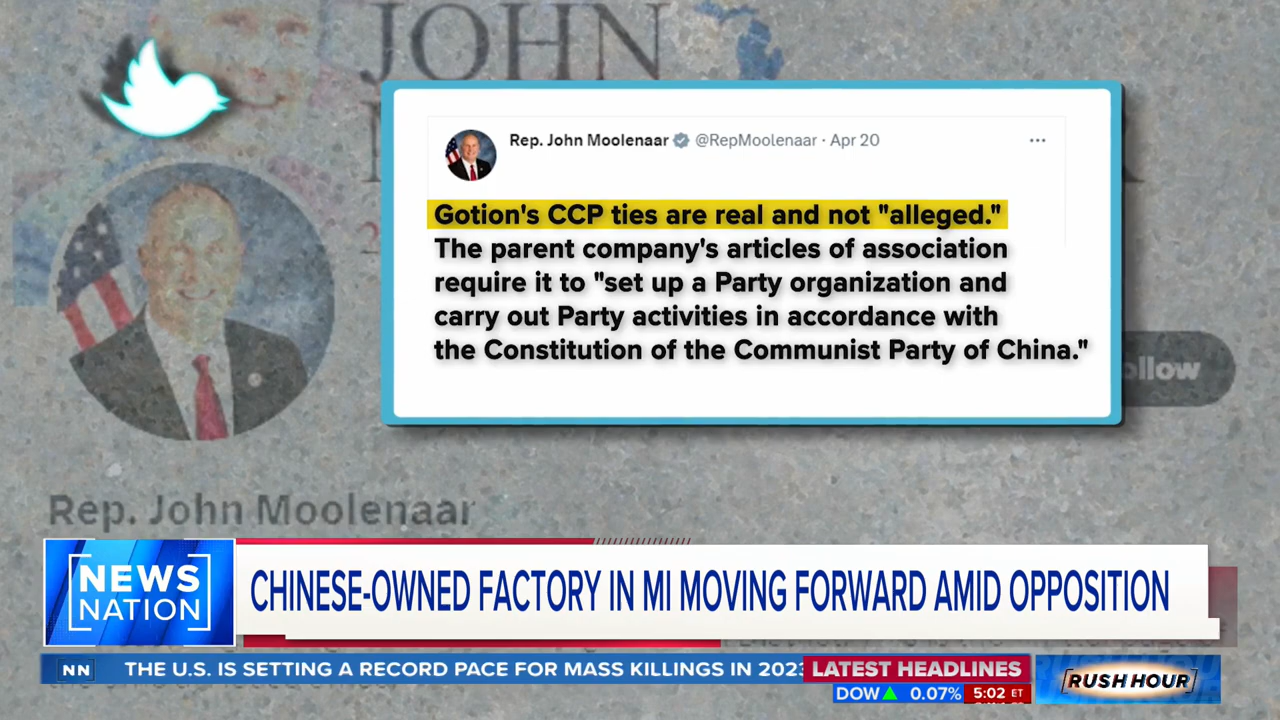 JOHN
Rep. John Moolenaar @RepMoolenaar · Apr 20 ...
Gotion's CCP ties are real and not "alleged."
The parent company's articles of association
require it to "set up a Party organization and
carry out Party activities in accordance with
the Constitution of the Communist Party of China."
ollow
Rep. John Moolenaar
NEWS
NATION
CHINESE-OWNED FACTORY IN MI MOVING FORWARD AMID OPPOSITION
NN THE U.S. IS SETTING A RECORD PACE FOR MASS KILLINGS IN 2023 LATEST HEADLINES
RUSH HOUR
DOW ▲ 0.07% 5:02 ET